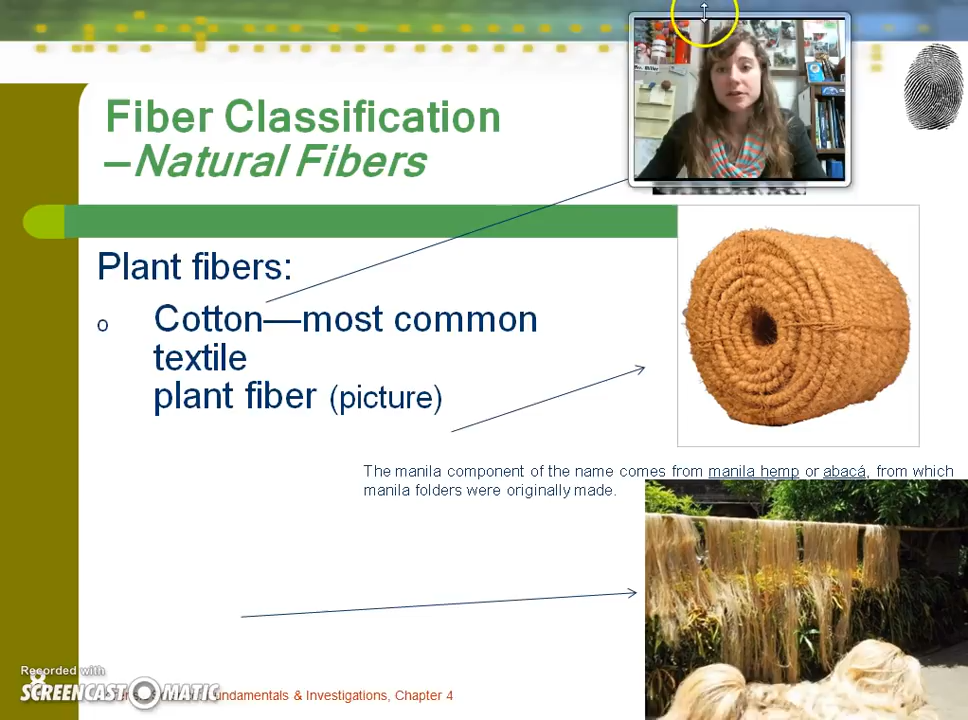 Fiber Classification
—Natural Fibers
Plant fibers:
o Cotton—most common
textile
plant fiber (picture)
The manila component of the name comes from manila hemp or abacá, from which
manila folders were originally made.
Recorded with
SCREENCAST MATIC
Fundamentals & Investigations, Chapter 4